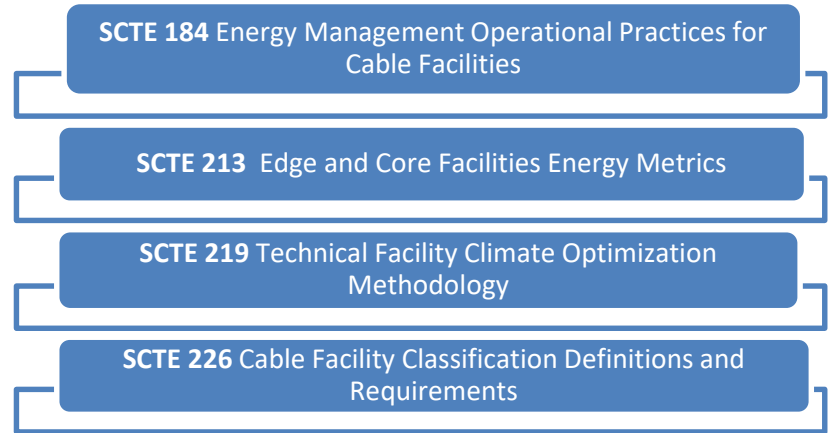 SCTE 184 Energy Management Operational Practices for
Cable Facilities
SCTE 213  Edge and Core Facilities Energy Metrics
SCTE 219 Technical Facility Climate Optimization
Methodology
SCTE 226 Cable Facility Classification Definitions and
Requirements